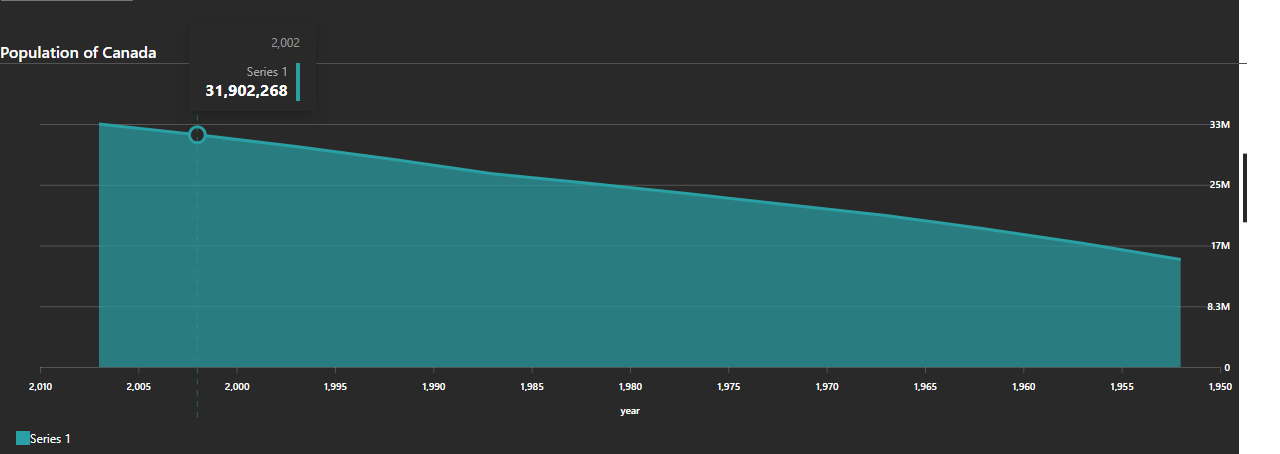 2,002
Population of Canada
Series 1
31,902,268
33M
25M
17M
8.3M
0
2,010 2,005 2,000 1,995 1,990 1,985 1,980 1,975 1,970 1,965 1,960 1,955 1,950
year
Series 1